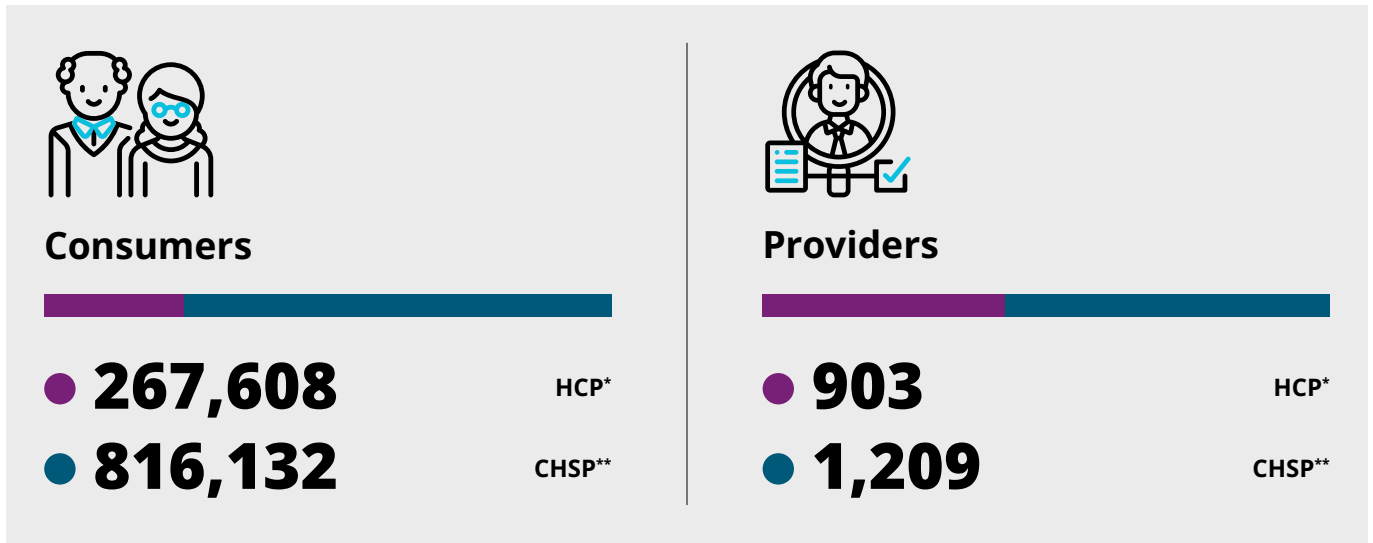 Consumers
267,608 HCP*
816,132 CHSP**
Providers
903 HCP*
1,209 CHSP**